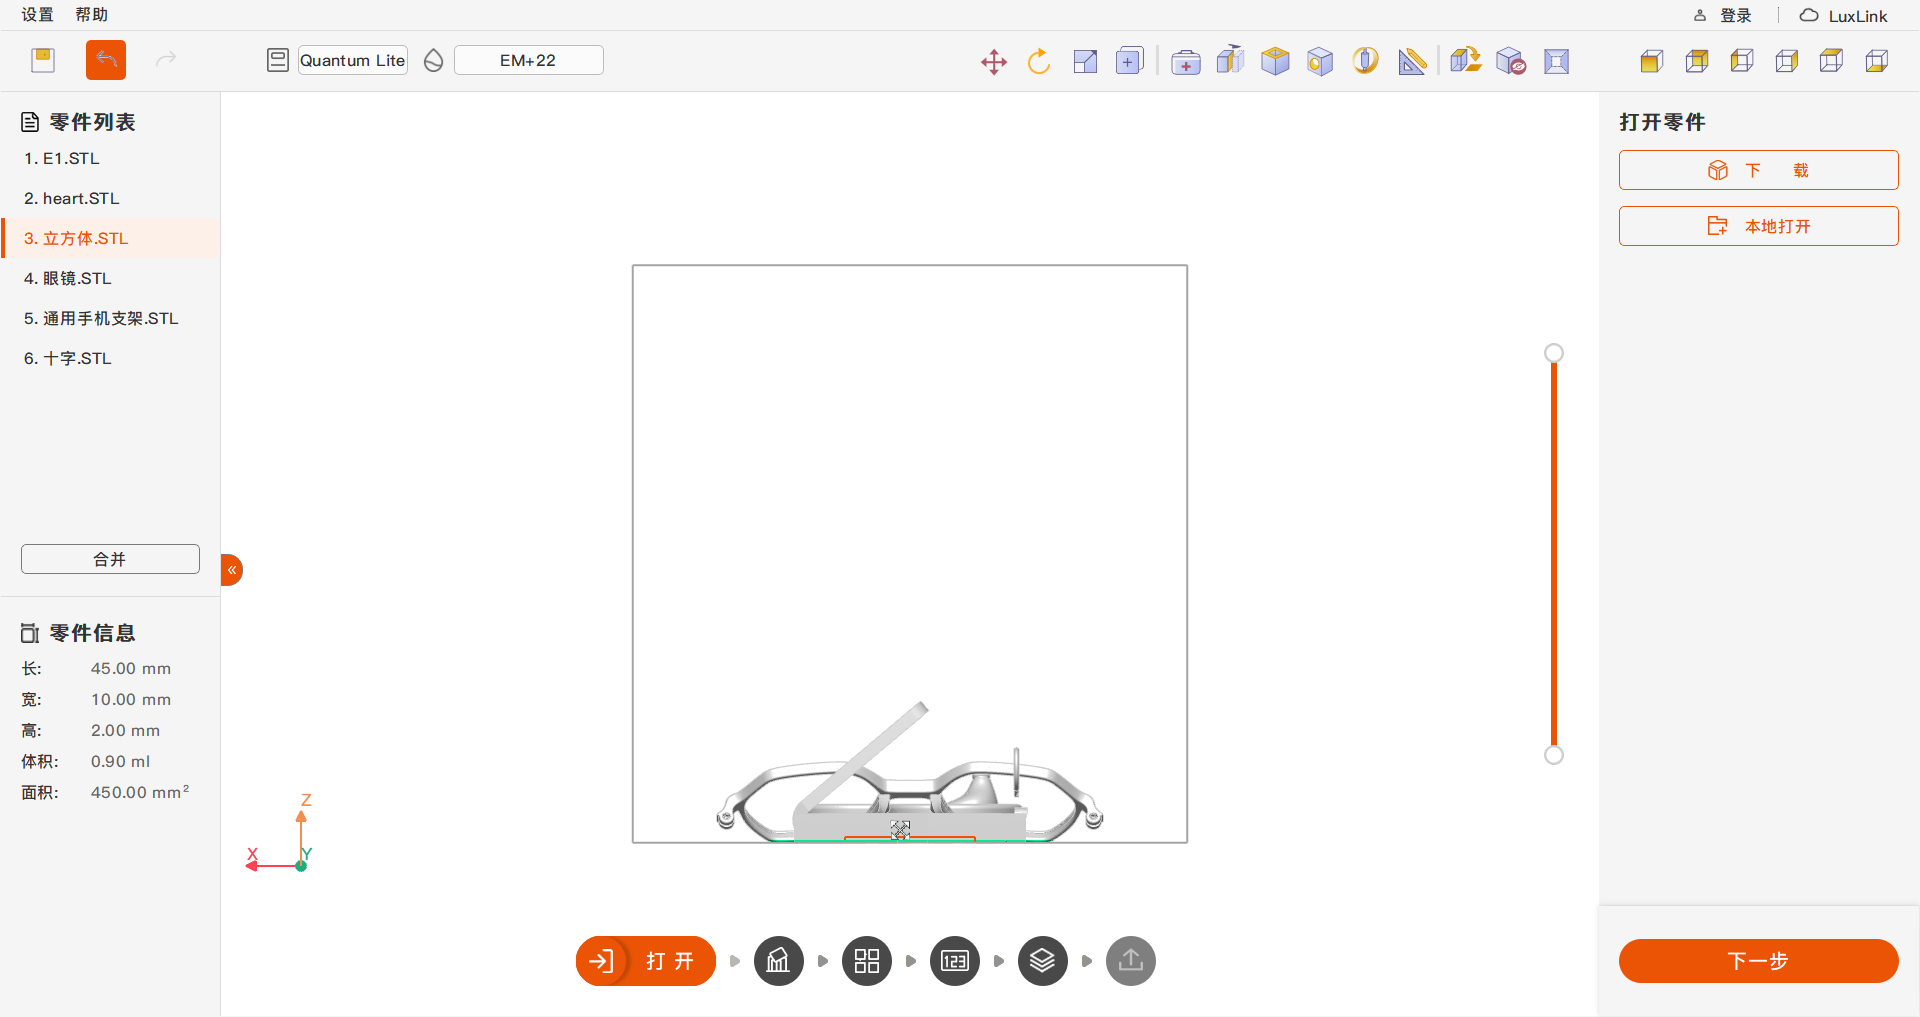 设置 帮助 登录 LuxLink
Quantum Lite EM+22
零件列表
1. E1.STL
2. heart.STL
3. 立方体.STL
4. 眼镜.STL
5. 通用手机支架.STL
6. 十字.STL
合并
零件信息
长: 45.00 mm
宽: 10.00 mm
高: 2.00 mm
体积: 0.90 ml
面积: 450.00 mm²
Z
X Y
打开
123
打开零件
下 载
本地打开
下一步